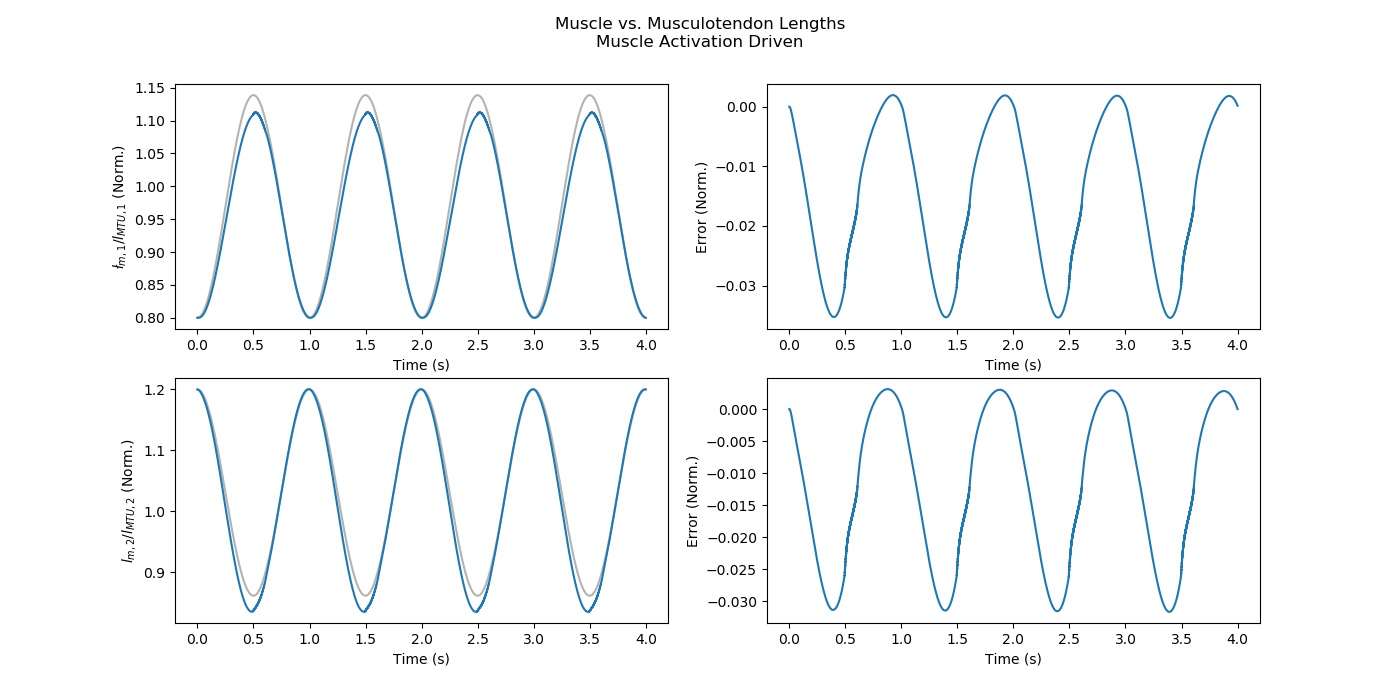 Muscle vs. Musculotendon Lengths
Muscle Activation Driven
1.15
1.10
1.05
1.00
0.95
0.90
0.85
0.80
l_{m,1}/l_{MTU,1} (Norm.)
0.0 0.5 1.0 1.5 2.0 2.5 3.0 3.5 4.0
Time (s)
0.00
−0.01
−0.02
−0.03
Error (Norm.)
0.0 0.5 1.0 1.5 2.0 2.5 3.0 3.5 4.0
Time (s)
1.2
1.1
1.0
0.9
l_{m,2}/l_{MTU,2} (Norm.)
0.0 0.5 1.0 1.5 2.0 2.5 3.0 3.5 4.0
Time (s)
0.000
−0.005
−0.010
−0.015
−0.020
−0.025
−0.030
Error (Norm.)
0.0 0.5 1.0 1.5 2.0 2.5 3.0 3.5 4.0
Time (s)